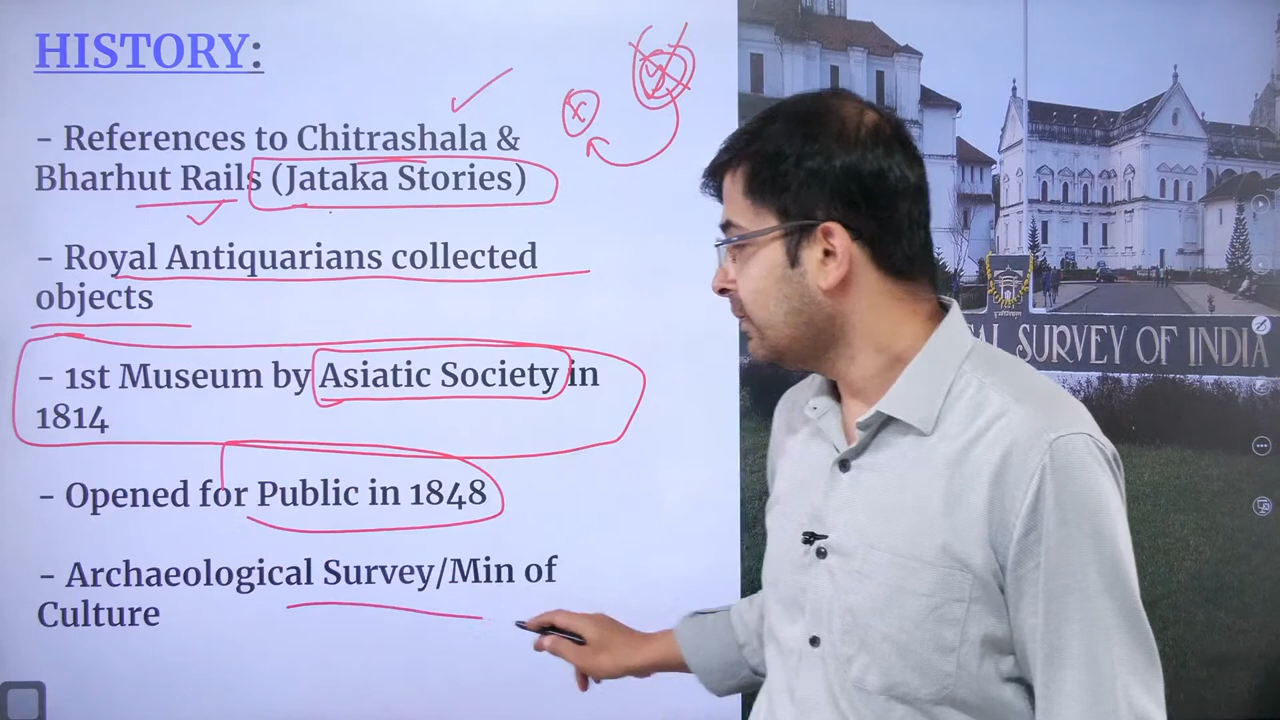 HISTORY:
- References to Chitrashala &
Bharhut Rails (Jataka Stories)
- Royal Antiquarians collected
objects
- 1st Museum by Asiatic Society in
1814
- Opened for Public in 1848
- Archaeological Survey/Min of
Culture
x
SURVEY OF INDIA